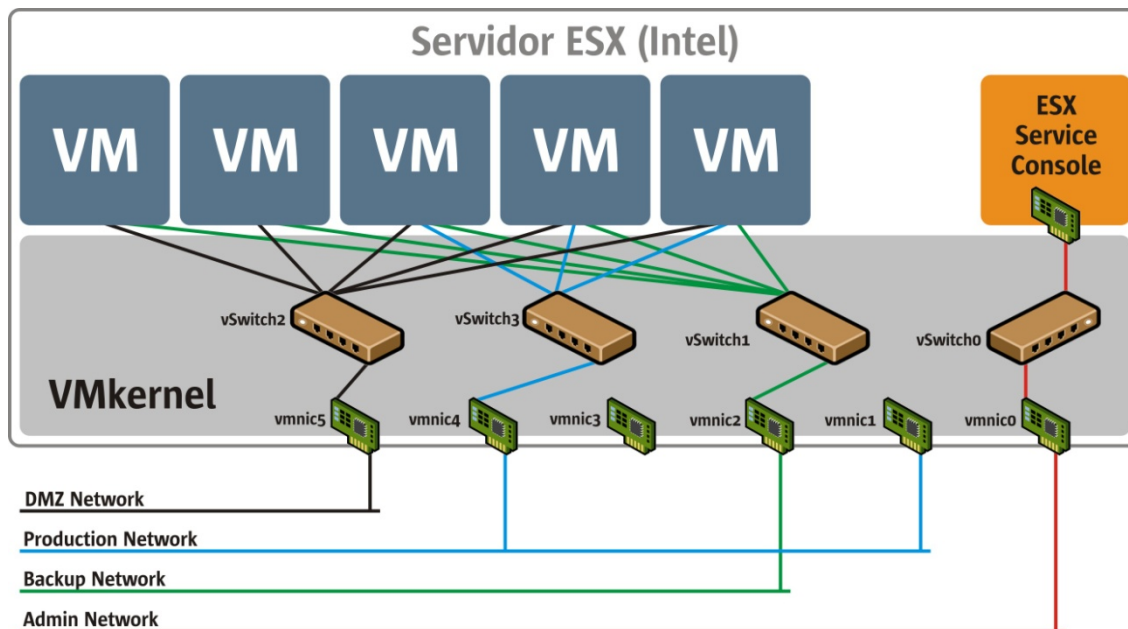 Servidor ESX (Intel)
VM
VM
VM
VM
VM
ESX
Service
Console
vSwitch2
vSwitch3
vSwitch1
vSwitch0
VMkernel
vmnic5
vmnic4
vmnic3
vmnic2
vmnic1
vmnic0
DMZ Network
Production Network
Backup Network
Admin Network